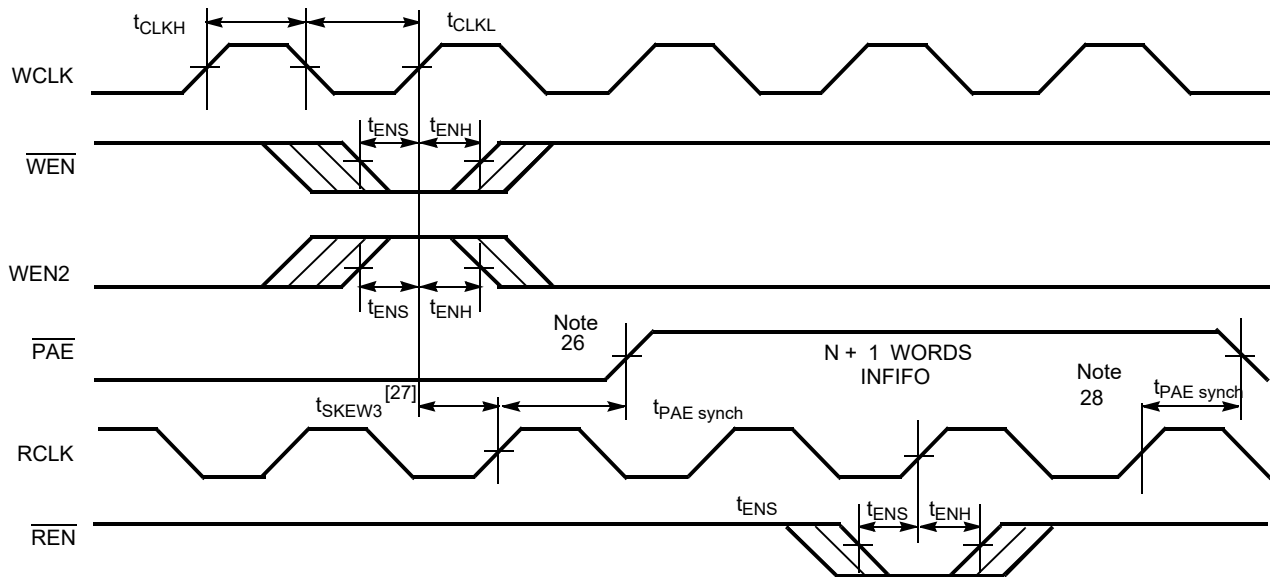 tCLKH
tCLKL
WCLK
tENS
tENH
WEN
WEN2
tENS
tENH
Note
26
PAE
N + 1 WORDS
INFIFO
Note
28
tPAE synch
tSKEW3 [27]
tPAE synch
RCLK
tENS
tENS
tENH
REN